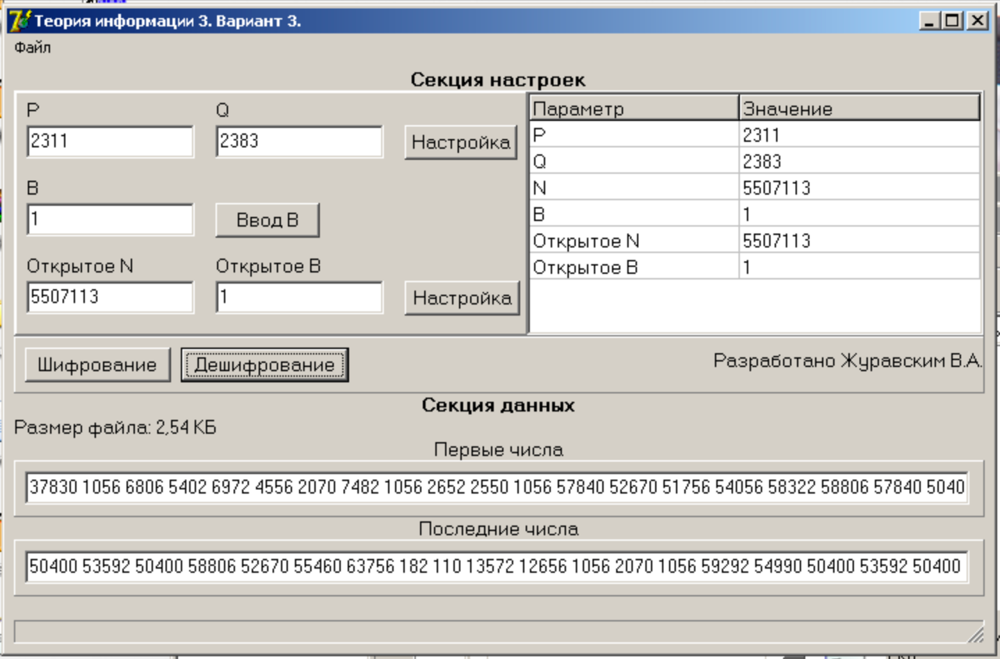 Теория информации 3. Вариант 3.
Файл
Секция настроек
P Q
2311 2383 Настройка
B
1 Ввод В
Открытое N Открытое B
5507113 1 Настройка
Параметр Значение
P 2311
Q 2383
N 5507113
B 1
Открытое N 5507113
Открытое B 1
Шифрование Дешифрование Разработано Журавским В.А.
Секция данных
Размер файла: 2,54 КБ
Первые числа
37830 1056 6806 5402 6972 4556 2070 7482 1056 2652 2550 1056 57840 52670 51756 54056 58322 58806 57840 5040
Последние числа
50400 53592 50400 58806 52670 55460 63756 182 110 13572 12656 1056 2070 1056 59292 54990 50400 53592 50400